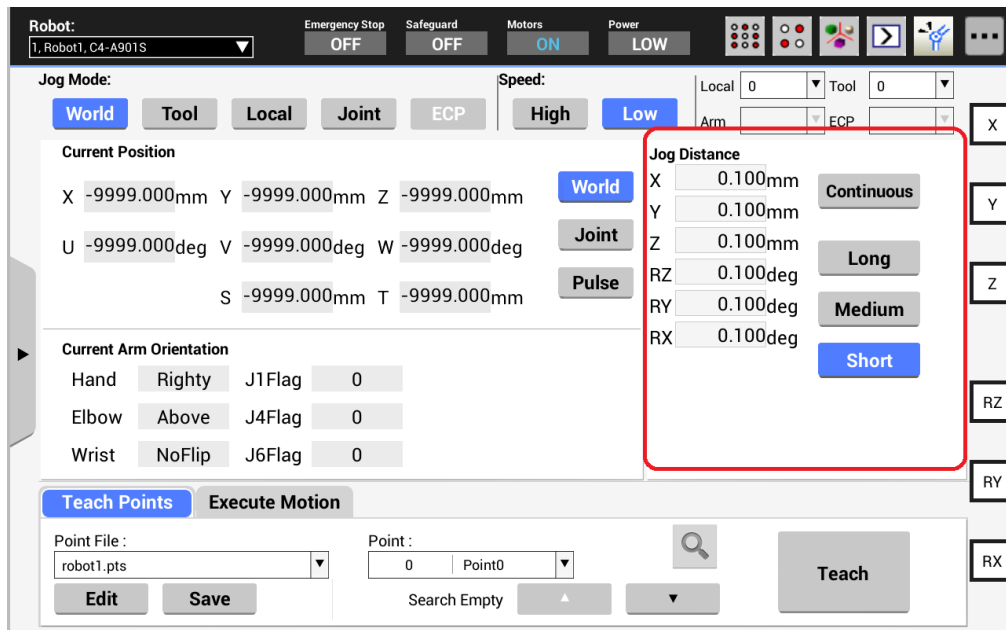 Robot:
1, Robot1, C4-A901S
Emergency Stop Safeguard Motors Power
OFF OFF ON LOW
Jog Mode: Speed:
World Tool Local Joint ECP High Low
Local 0 Tool 0
Arm ECP
Current Position
X -9999.000mm Y -9999.000mm Z -9999.000mm
U -9999.000deg V -9999.000deg W -9999.000deg
S -9999.000mm T -9999.000mm
World
Joint
Pulse
Jog Distance
X 0.100mm
Y 0.100mm
Z 0.100mm
RZ 0.100deg
RY 0.100deg
RX 0.100deg
Continuous
Long
Medium
Short
X
Y
Z
RZ
RY
RX
Current Arm Orientation
Hand Righty J1Flag 0
Elbow Above J4Flag 0
Wrist NoFlip J6Flag 0
Teach Points Execute Motion
Point File : Point :
robot1.pts 0 Point0
Edit Save Search Empty
Teach